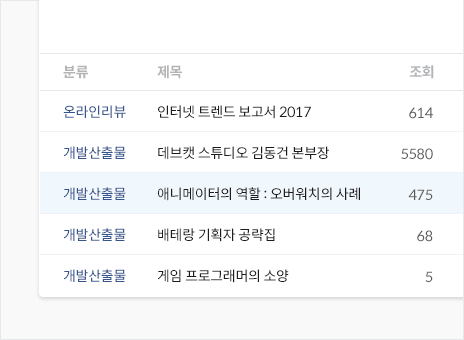 분류 제목 조회
온라인리뷰 인터넷 트렌드 보고서 2017 614
개발산출물 데브캣 스튜디오 김동건 본부장 5580
개발산출물 애니메이터의 역할 : 오버워치의 사례 475
개발산출물 배테랑 기획자 공략집 68
개발산출물 게임 프로그래머의 소양 5